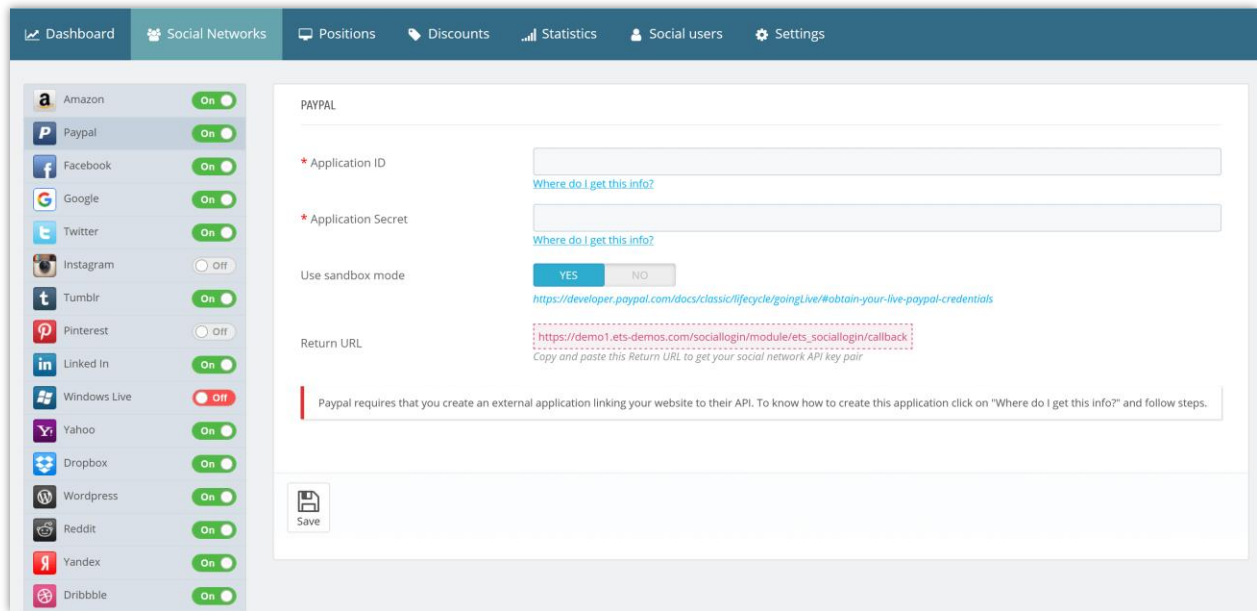 Dashboard Social Networks Positions Discounts Statistics Social users Settings
Amazon On
Paypal On
Facebook On
Google On
Twitter On
Instagram Off
Tumblr On
Pinterest Off
Linked In On
Windows Live Off
Yahoo On
Dropbox On
Wordpress On
Reddit On
Yandex On
Dribbble On
PAYPAL
* Application ID
Where do I get this info?
* Application Secret
Where do I get this info?
Use sandbox mode YES NO
https://developer.paypal.com/docs/classic/lifecycle/goingLive/#obtain-your-live-paypal-credentials
Return URL https://demo1.ets-demos.com/sociallogin/module/ets_sociallogin/callback
Copy and paste this Return URL to get your social network API key pair
Paypal requires that you create an external application linking your website to their API. To know how to create this application click on "Where do I get this info?" and follow steps.
Save